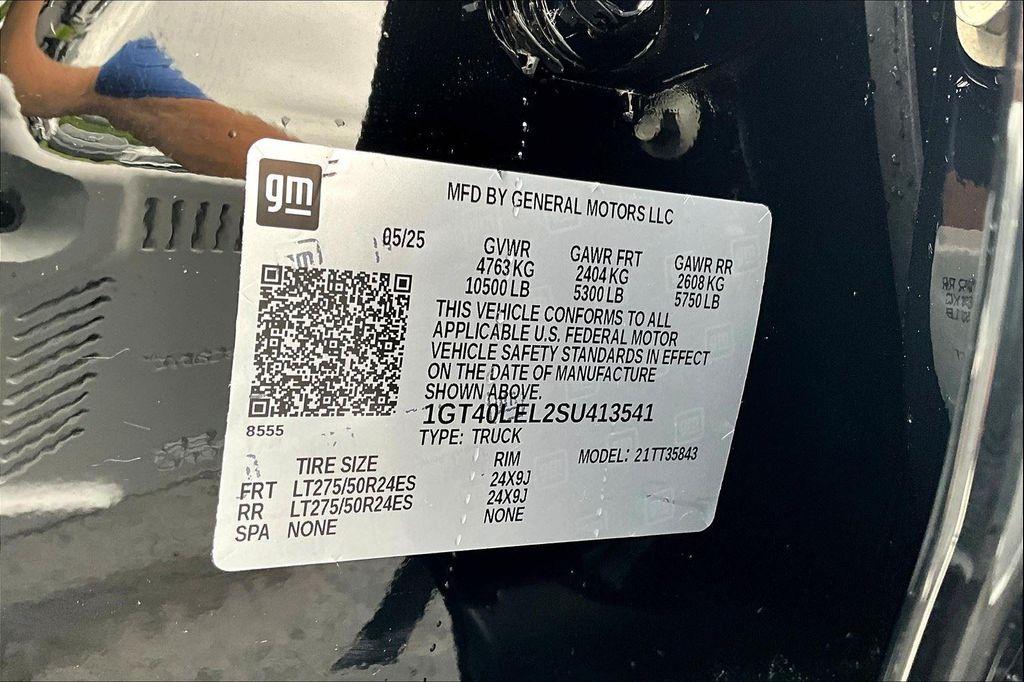 gm
MFD BY GENERAL MOTORS LLC
05/25
GVWR
4763 KG
10500 LB
GAWR FRT
2404 KG
5300 LB
GAWR RR
2608 KG
5750 LB
THIS VEHICLE CONFORMS TO ALL
APPLICABLE U.S. FEDERAL MOTOR
VEHICLE SAFETY STANDARDS IN EFFECT
ON THE DATE OF MANUFACTURE
SHOWN ABOVE.
8555
1GT40LEL2SU413541
TYPE: TRUCK
MODEL: 21TT35843
TIRE SIZE RIM
FRT LT275/50R24ES 24X9J
RR LT275/50R24ES 24X9J
SPA NONE NONE